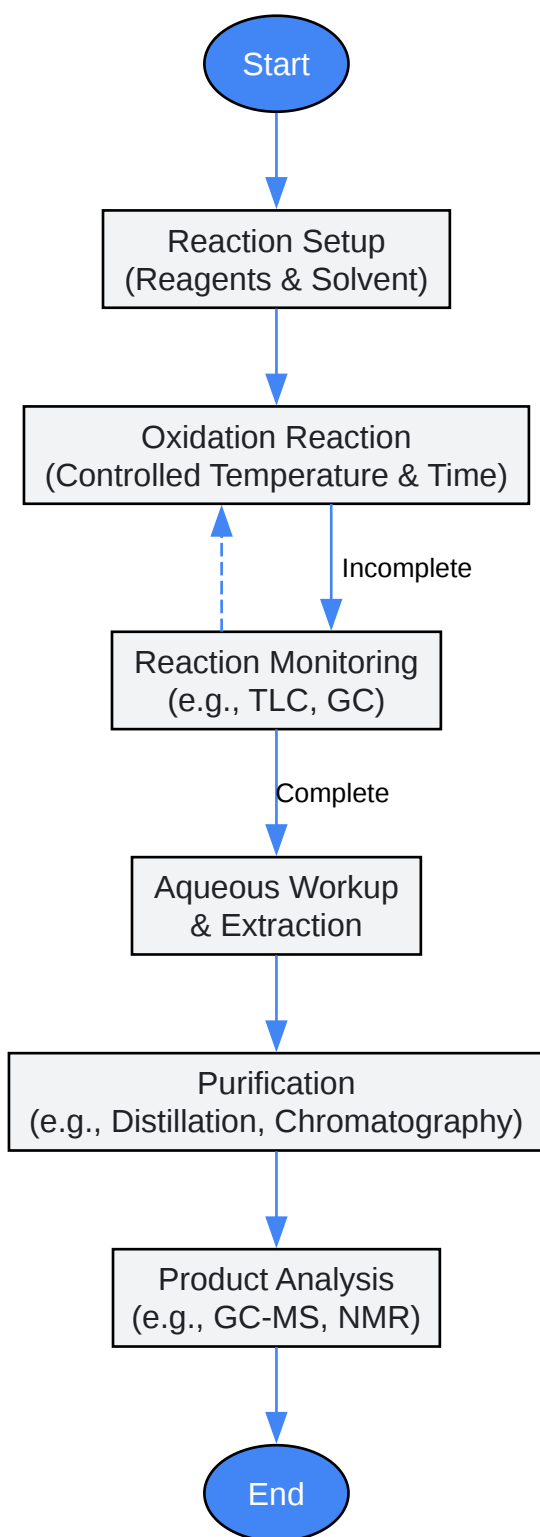 Start
Reaction Setup
(Reagents & Solvent)
Oxidation Reaction
(Controlled Temperature & Time)
Incomplete
Reaction Monitoring
(e.g., TLC, GC)
Complete
Aqueous Workup
& Extraction
Purification
(e.g., Distillation, Chromatography)
Product Analysis
(e.g., GC-MS, NMR)
End